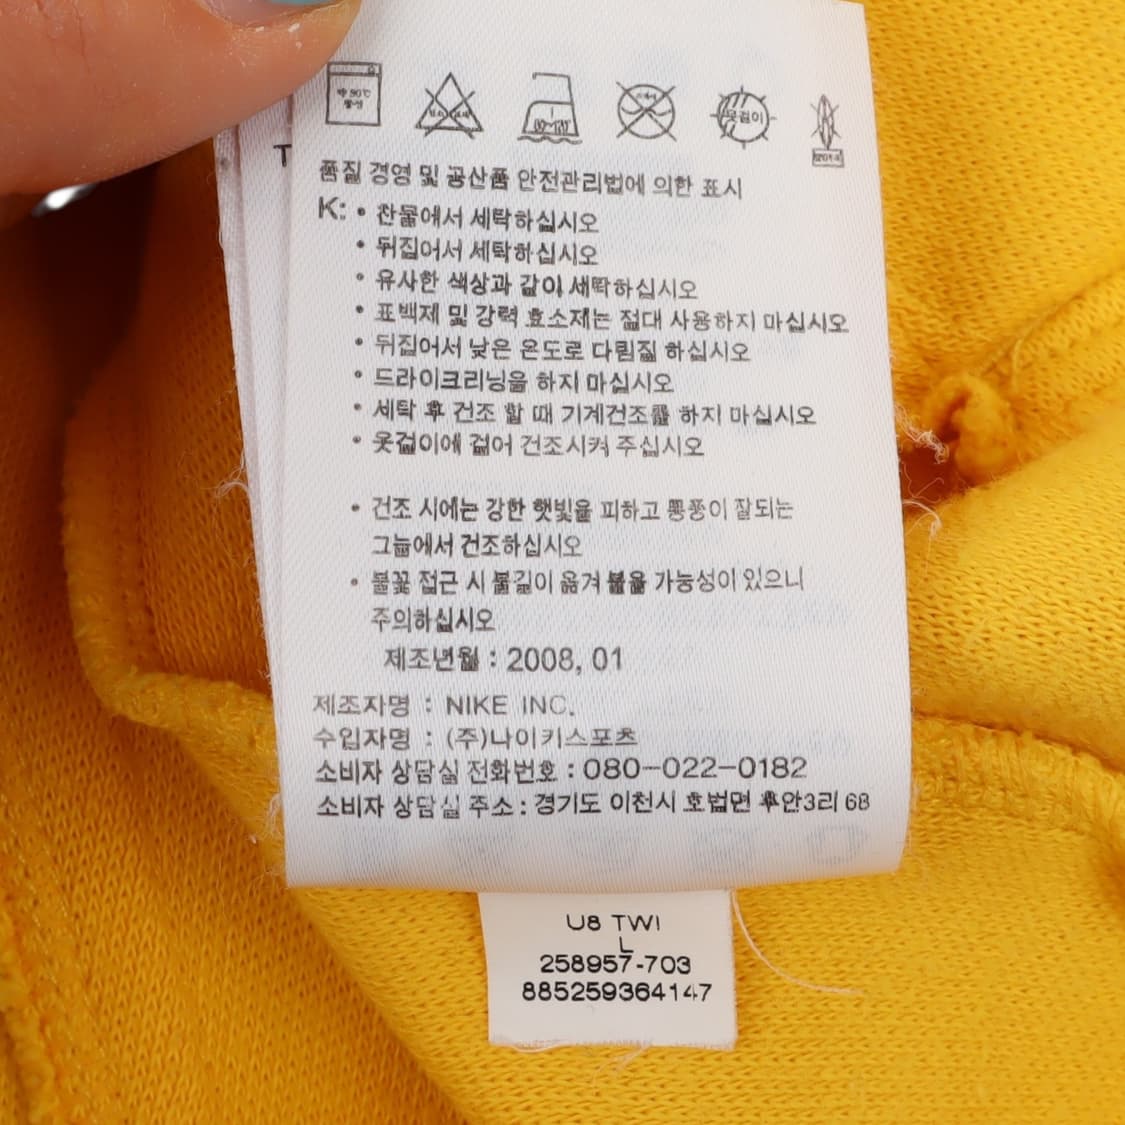 약 30℃
중성
T
품질 경영 및 공산품 안전관리법에 의한 표시
K: • 찬물에서 세탁하십시오
• 뒤집어서 세탁하십시오
• 유사한 색상과 같이 세탁하십시오
• 표백제 및 강력 효소제는 절대 사용하지 마십시오
• 뒤집어서 낮은 온도로 다림질 하십시오
• 드라이크리닝을 하지 마십시오
• 세탁 후 건조 할 때 기계건조를 하지 마십시오
• 옷걸이에 걸어 건조시켜 주십시오
• 건조 시에는 강한 햇빛을 피하고 통풍이 잘되는
그늘에서 건조하십시오
• 불꽃 접근 시 불길이 옮겨 붙을 가능성이 있으니
주의하십시오
제조년월 : 2008, 01
제조자명 : NIKE INC.
수입자명 : (주)나이키스포츠
소비자 상담실 전화번호 : 080-022-0182
소비자 상담실 주소 : 경기도 이천시 호법면 후안3리 68
U8 TWI
L
258957-703
885259364147